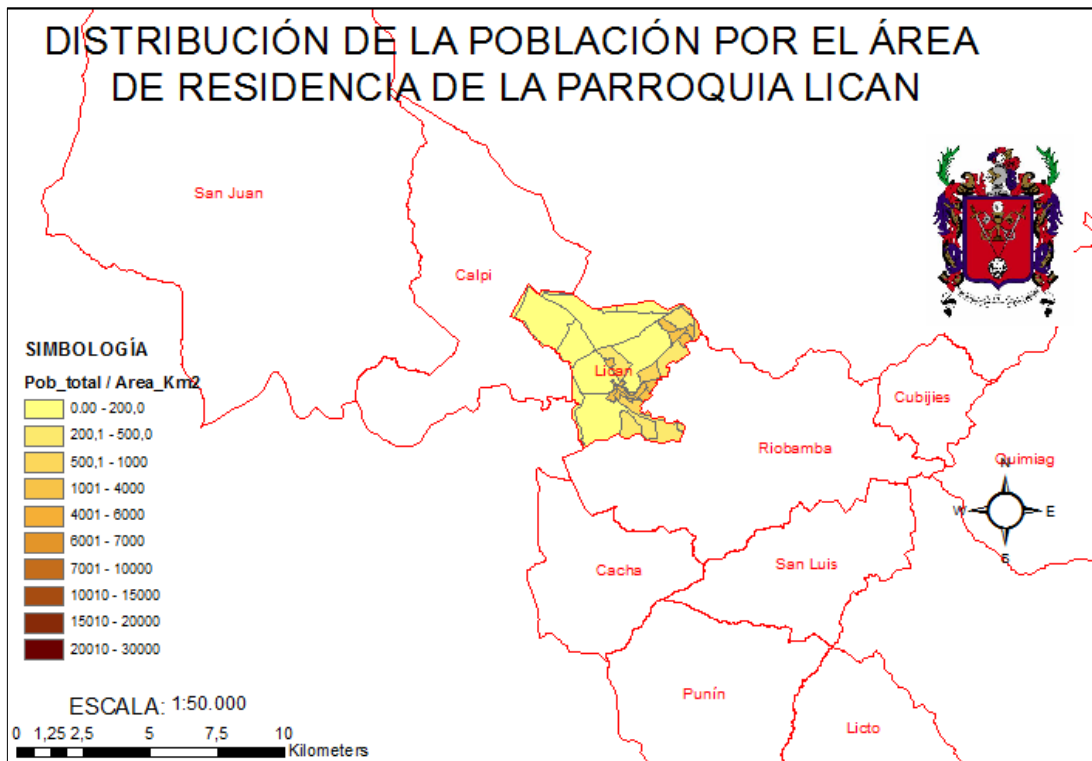 DISTRIBUCIÓN DE LA POBLACIÓN POR EL ÁREA
DE RESIDENCIA DE LA PARROQUIA LICAN
San Juan
Calpi
Lican
Cubijies
Riobamba
Quimiag
N
W
E
S
Cacha
San Luis
Punín
Licto
SIMBOLOGÍA
Pob_total / Area_Km2
0.00 - 200,0
200,1 - 500,0
500,1 - 1000
1001 - 4000
4001 - 6000
6001 - 7000
7001 - 10000
10010 - 15000
15010 - 20000
20010 - 30000
ESCALA: 1:50.000
0 1,25 2,5 5 7,5 10
Kilometers